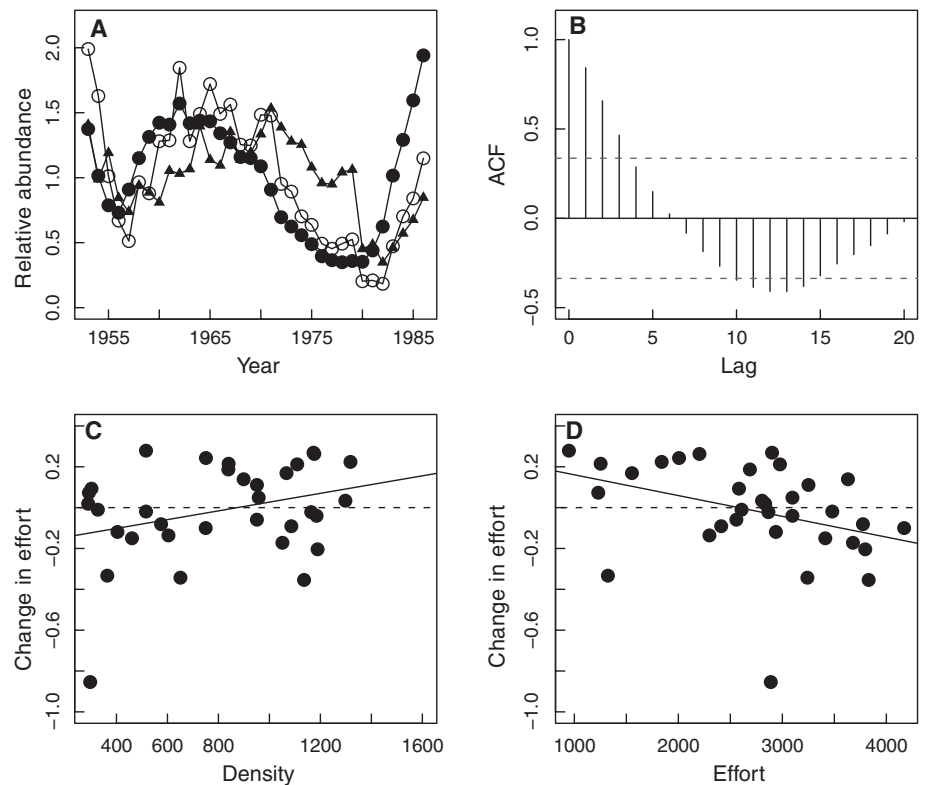 A
Relative abundance
2.0
1.5
1.0
0.5
0.0
1955 1965 1975 1985
Year
B
ACF
1.0
0.5
0.0
−0.5
0 5 10 15 20
Lag
C
Change in effort
0.2
−0.2
−0.6
−1.0
400 800 1200 1600
Density
D
Change in effort
0.2
−0.2
−0.6
−1.0
1000 2000 3000 4000
Effort